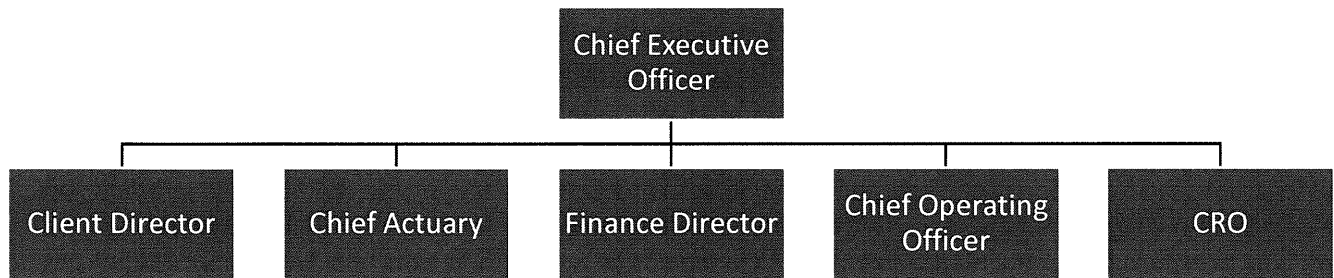 Chief Executive
Officer
Client Director
Chief Actuary
Finance Director
Chief Operating
Officer
CRO